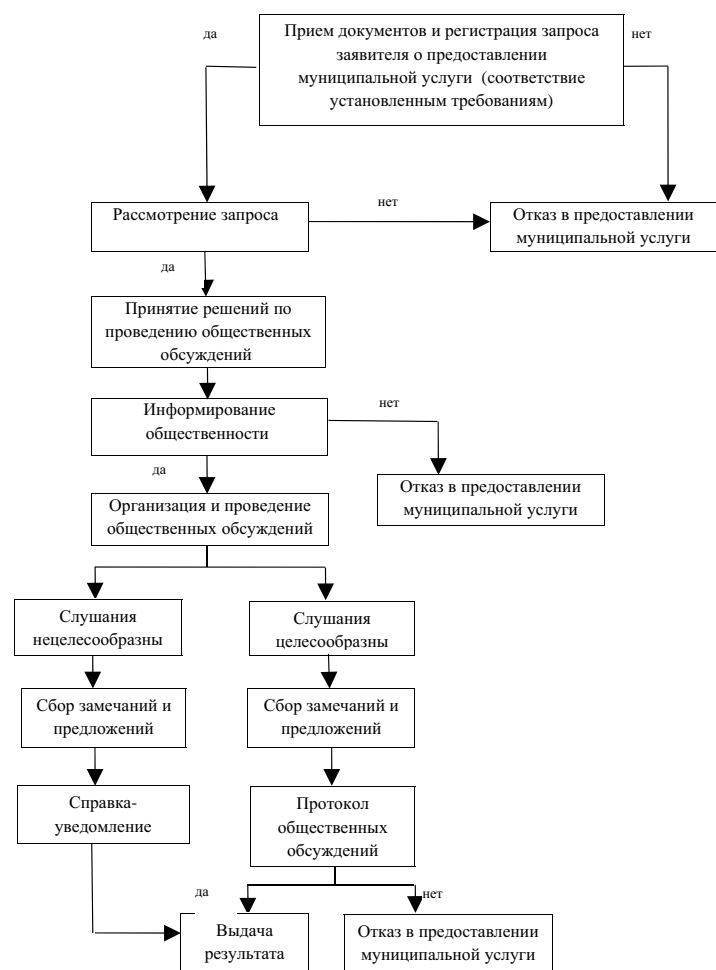 да
Прием документов и регистрация запроса
заявителя о предоставлении
муниципальной услуги (соответствие
установленным требованиям)
нет
Рассмотрение запроса
нет
Отказ в предоставлении
муниципальной услуги
да
Принятие решений по
проведению общественных
обсуждений
Информирование
общественности
нет
да
Отказ в предоставлении
муниципальной услуги
Организация и проведение
общественных обсуждений
Слушания
нецелесообразны
Слушания
целесообразны
Сбор замечаний и
предложений
Сбор замечаний и
предложений
Справка-
уведомление
Протокол
общественных
обсуждений
да
нет
Выдача
результата
Отказ в предоставлении
муниципальной услуги